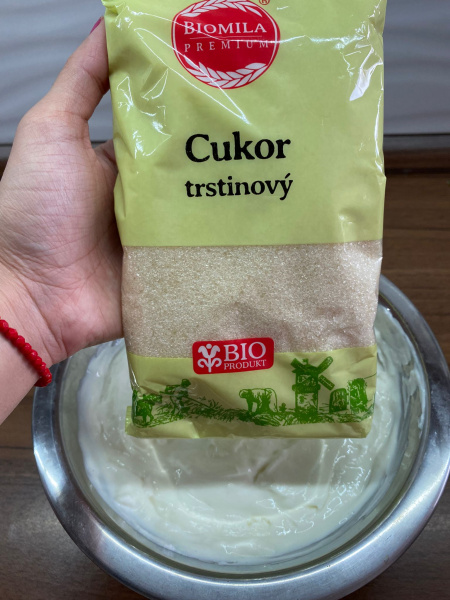 ®
BIOMILA
PREMIUM
Cukor
trstinový
BIO
PRODUKT